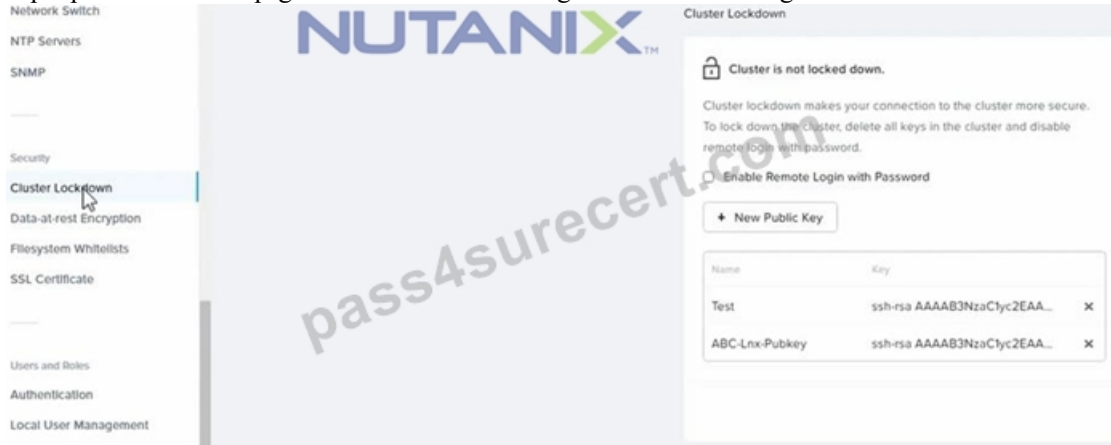 Network Switch
NTP Servers
SNMP
Security
Cluster Lockdown
Data-at-rest Encryption
Filesystem Whitelists
SSL Certificate
Users and Roles
Authentication
Local User Management
NUTANIX™
pass4surecert.com
Cluster Lockdown
Cluster is not locked down.
Cluster lockdown makes your connection to the cluster more secure.
To lock down the cluster, delete all keys in the cluster and disable
remote login with password.
Enable Remote Login with Password
+ New Public Key
Name Key
Test ssh-rsa AAAAB3NzaC1yc2EAA... ×
ABC-Lnx-Pubkey ssh-rsa AAAAB3NzaC1yc2EAA... ×